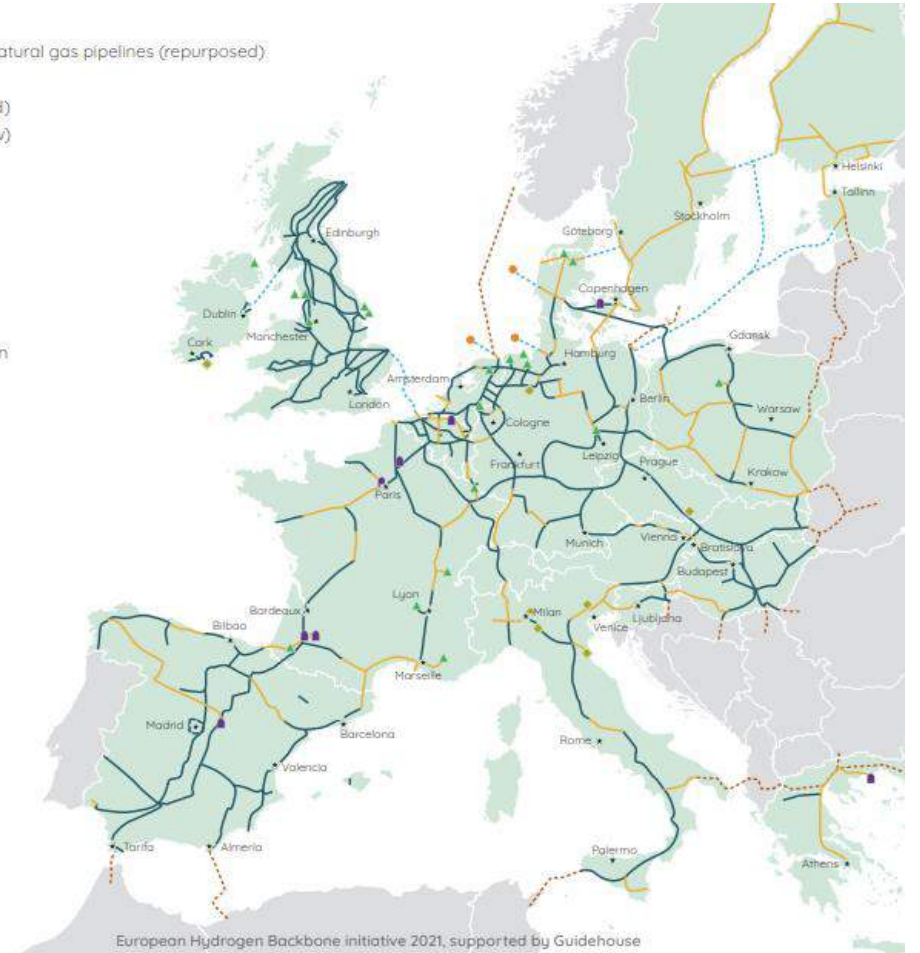 atural gas pipelines (repurposed)
d)
v)
n
Helsinki
Tallinn
Stockholm
Göteborg
Edinburgh
Copenhagen
Dublin
Manchester
Gdansk
Cork
Hamburg
Amsterdam
London
Berlin
Warsaw
Cologne
Leipzig
Frankfurt
Prague
Krakow
Paris
Munich
Vienna
Bratislava
Budapest
Lyon
Bordeaux
Milan
Ljubljana
Bilbao
Venice
Marseille
Madrid
Barcelona
Rome
Valencia
Tarifa
Almería
Palermo
Athens
European Hydrogen Backbone initiative 2021, supported by Guidehouse